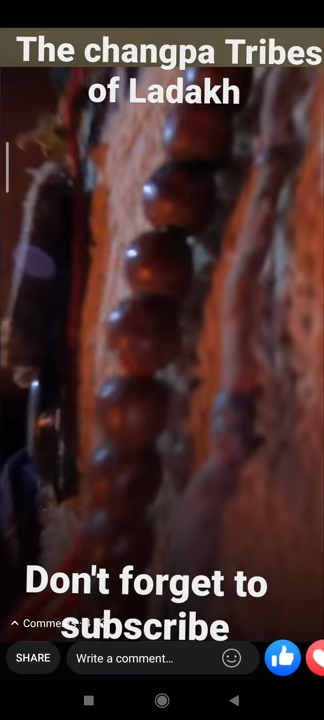 The changpa Tribes
of Ladakh
Don't forget to
subscribe
SHARE
Write a comment...